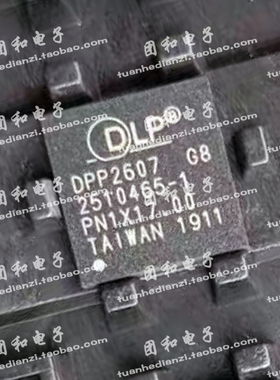 团和电子
tuanhedianzi.taobao.com
DLP®
DPP2607 G8
2510465-1
TAIWAN 1911
团和电子
tuanhedianzi.taobao.com
团和电子
tuanhedianzi.taobao.com